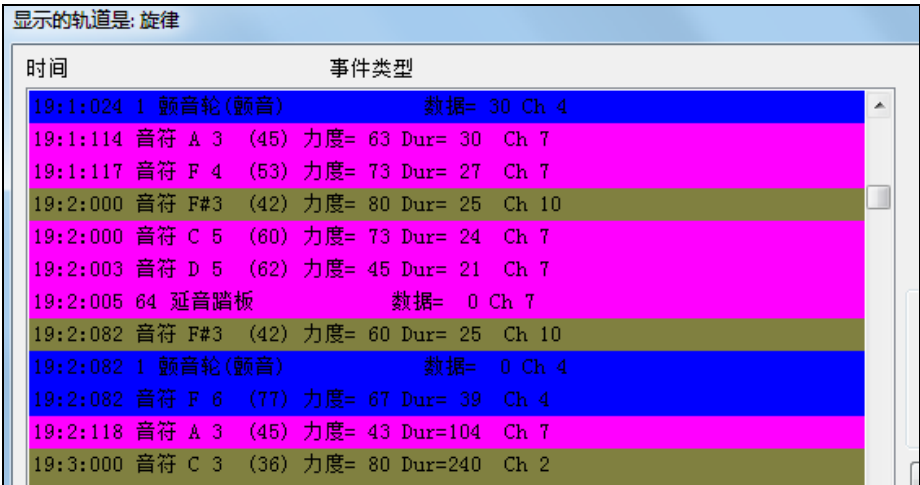 显示的轨道是: 旋律
时间 事件类型
19:1:024 1 颤音轮(颤音) 数据= 30 Ch 4
19:1:114 音符 A 3 (45) 力度= 63 Dur= 30 Ch 7
19:1:117 音符 F 4 (53) 力度= 73 Dur= 27 Ch 7
19:2:000 音符 F#3 (42) 力度= 80 Dur= 25 Ch 10
19:2:000 音符 C 5 (60) 力度= 73 Dur= 24 Ch 7
19:2:003 音符 D 5 (62) 力度= 45 Dur= 21 Ch 7
19:2:005 64 延音踏板 数据= 0 Ch 7
19:2:082 音符 F#3 (42) 力度= 60 Dur= 25 Ch 10
19:2:082 1 颤音轮(颤音) 数据= 0 Ch 4
19:2:082 音符 F 6 (77) 力度= 67 Dur= 39 Ch 4
19:2:118 音符 A 3 (45) 力度= 43 Dur=104 Ch 7
19:3:000 音符 C 3 (36) 力度= 80 Dur=240 Ch 2